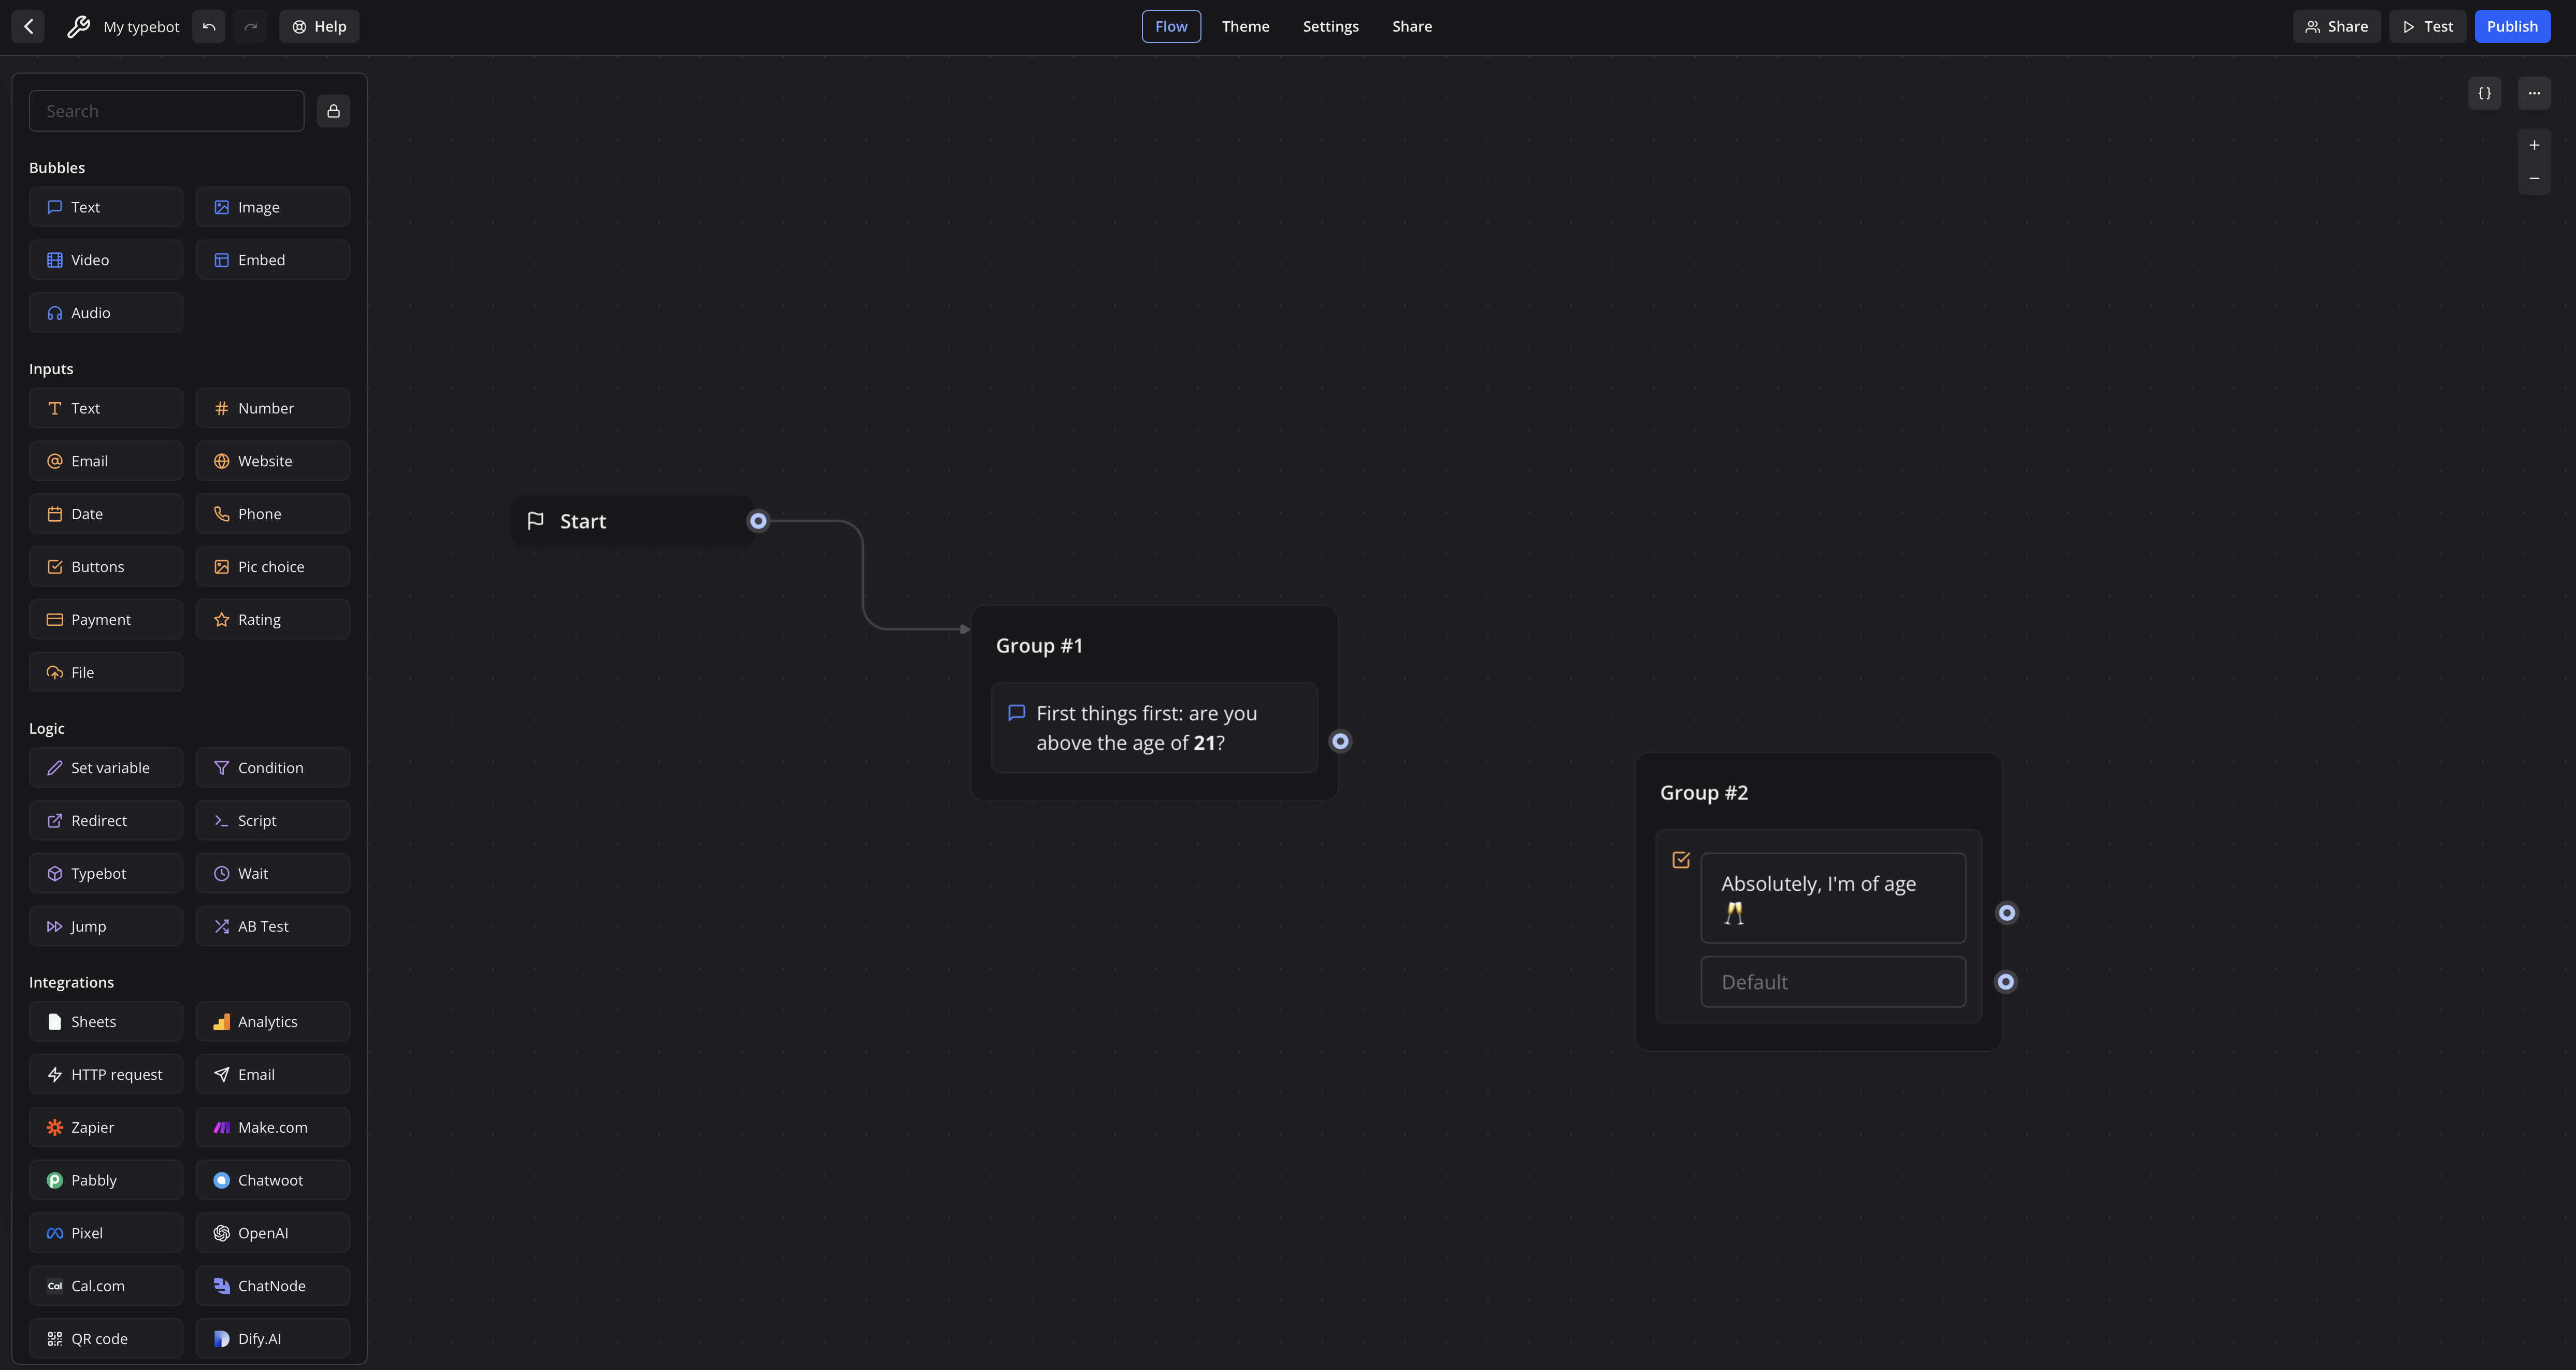 My typebot
Help
Flow
Theme
Settings
Share
Share
Test
Publish
Search
Bubbles
Text
Image
Video
Embed
Audio
Inputs
Text
Number
Email
Website
Date
Phone
Buttons
Pic choice
Payment
Rating
File
Logic
Set variable
Condition
Redirect
Script
Typebot
Wait
Jump
AB Test
Integrations
Sheets
Analytics
HTTP request
Email
Zapier
Make.com
Pabbly
Chatwoot
Pixel
OpenAI
Cal
Cal.com
ChatNode
QR code
Dify.AI
Start
Group #1
First things first: are you
above the age of 21?
Group #2
Absolutely, I'm of age
🥂
Default